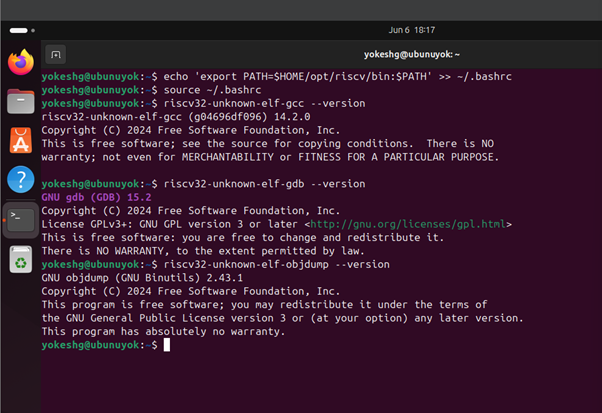 Jun 6 18:17
yokeshg@ubunuyok: ~
yokeshg@ubunuyok:~$ echo 'export PATH=$HOME/opt/riscv/bin:$PATH' >> ~/.bashrc
yokeshg@ubunuyok:~$ source ~/.bashrc
yokeshg@ubunuyok:~$ riscv32-unknown-elf-gcc --version
riscv32-unknown-elf-gcc (g04696df096) 14.2.0
Copyright (C) 2024 Free Software Foundation, Inc.
This is free software; see the source for copying conditions.  There is NO
warranty; not even for MERCHANTABILITY or FITNESS FOR A PARTICULAR PURPOSE.
yokeshg@ubunuyok:~$ riscv32-unknown-elf-gdb --version
GNU gdb (GDB) 15.2
Copyright (C) 2024 Free Software Foundation, Inc.
License GPLv3+: GNU GPL version 3 or later <http://gnu.org/licenses/gpl.html>
This is free software: you are free to change and redistribute it.
There is NO WARRANTY, to the extent permitted by law.
yokeshg@ubunuyok:~$ riscv32-unknown-elf-objdump --version
GNU objdump (GNU Binutils) 2.43.1
Copyright (C) 2024 Free Software Foundation, Inc.
This program is free software; you may redistribute it under the terms of
the GNU General Public License version 3 or (at your option) any later version.
This program has absolutely no warranty.
yokeshg@ubunuyok:~$